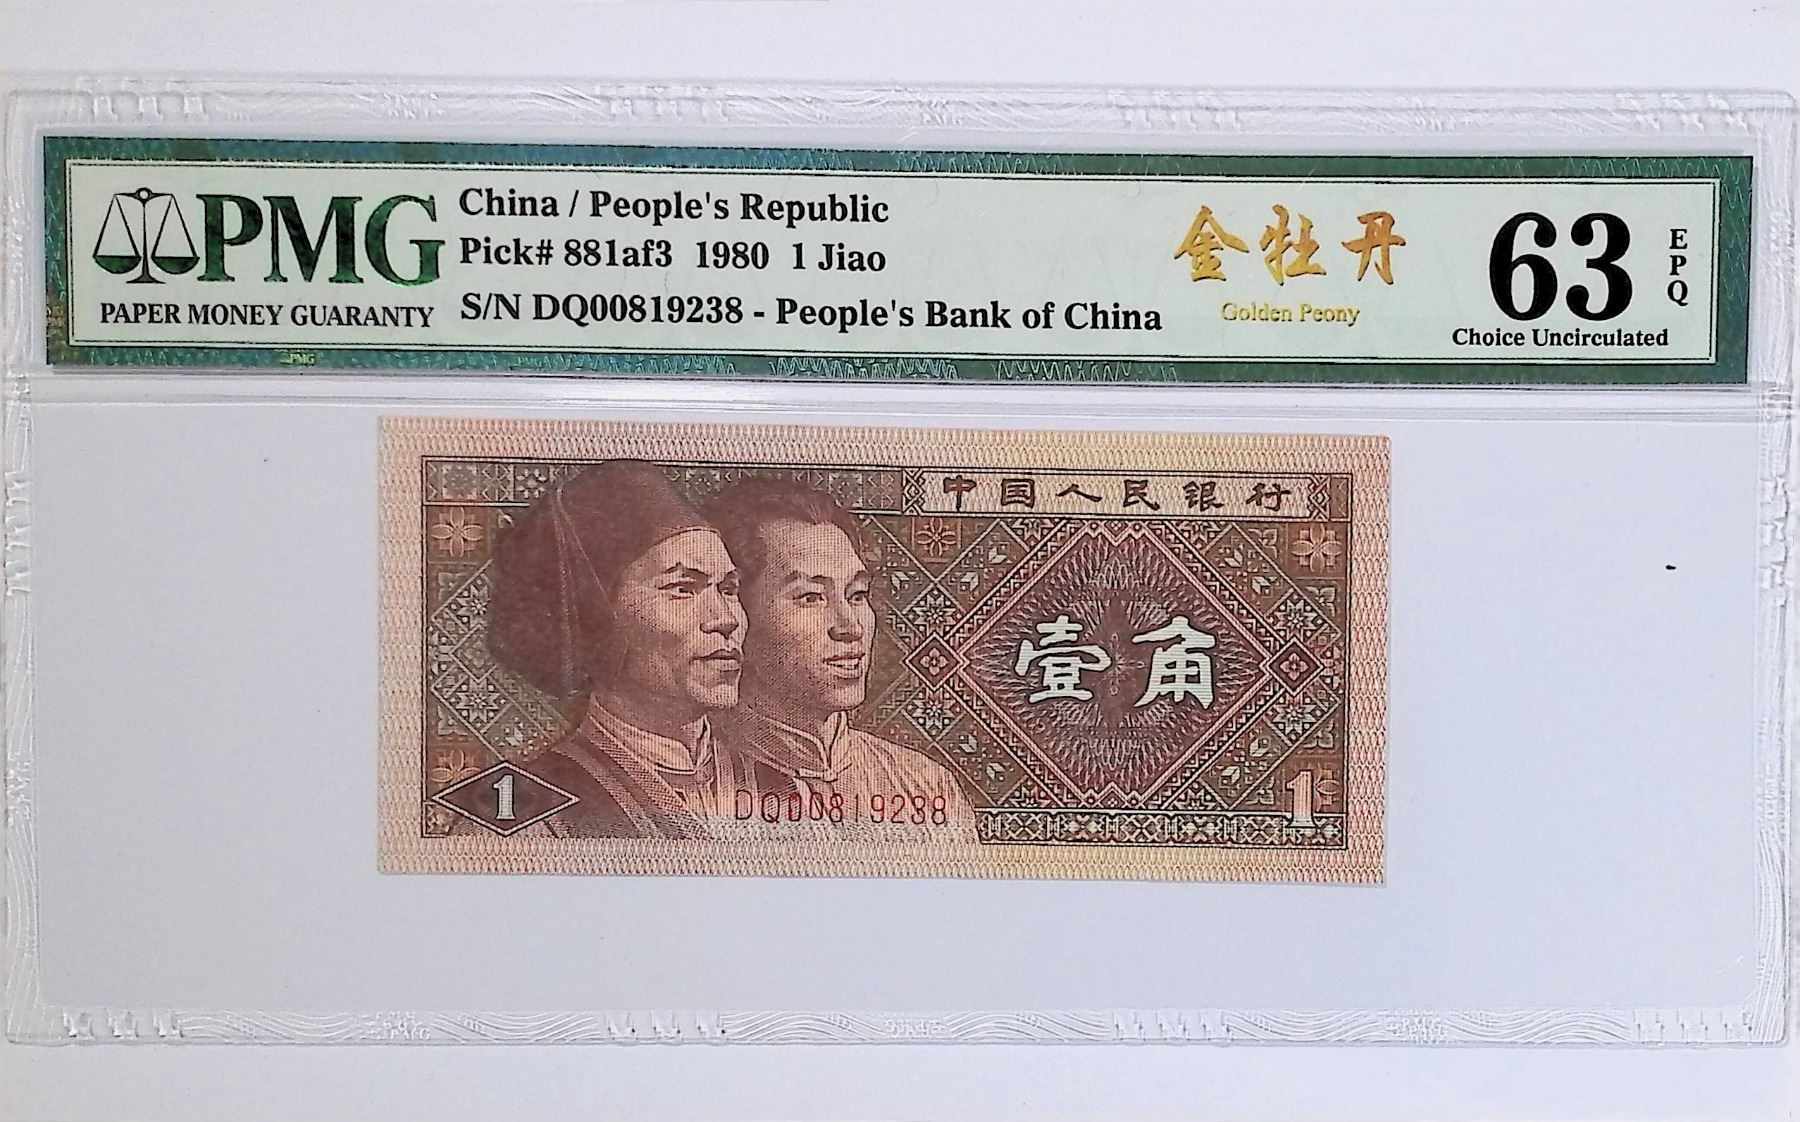 PMG
PAPER MONEY GUARANTY
China / People's Republic
Pick# 881af3 1980 1 Jiao
S/N DQ00819238 - People's Bank of China
金牡丹
Golden Peony
63
EPQ
Choice Uncirculated
PMG
中国人民银行
壹角
1
DQ00819238
1